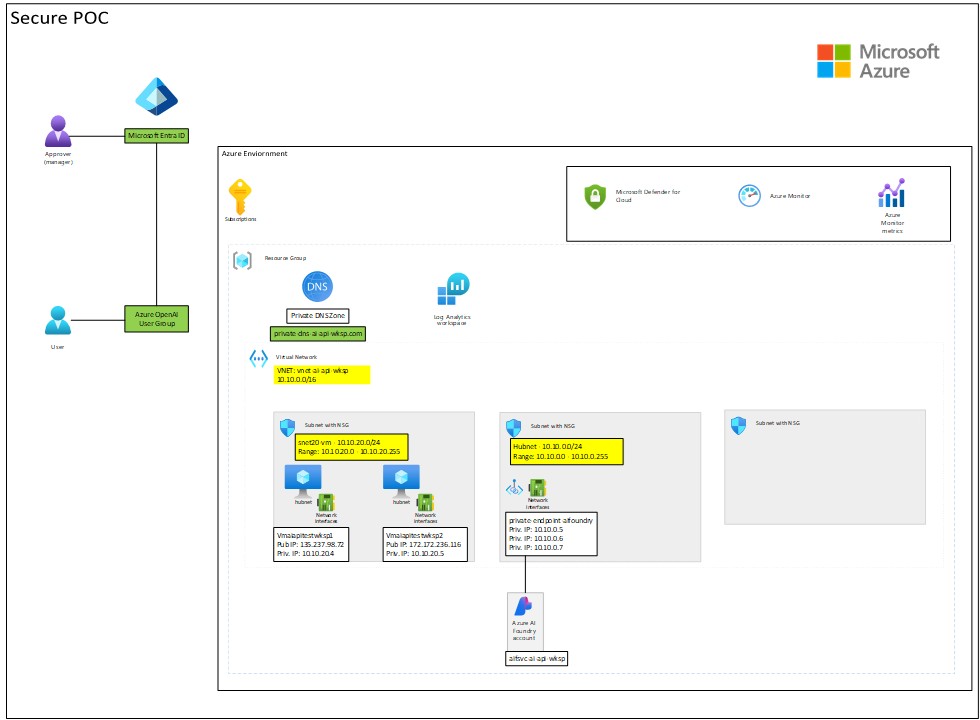 Secure POC
Microsoft
Azure
Approver
(manager)
Microsoft Entra ID
Azure OpenAI
User Group
User
Azure Enviornment
Subscriptions
Microsoft Defender for
Cloud
Azure Monitor
Azure
Monitor
metrics
Resource Group
DNS
Private DNS Zone
private-dns-ai-api-wksp.com
Log Analytics
workspace
Virtual Network
VNET: vnet-ai-api-wksp
10.10.0.0/16
Subnet with NSG
snet20-vm - 10.10.20.0/24
Range: 10.10.20.0 - 10.10.20.255
hubnet
Network
Interfaces
Vmaiapitestwksp1
Pub IP: 135.237.98.72
Priv. IP: 10.10.20.4
hubnet
Network
Interfaces
Vmaiapitestwksp2
Pub IP: 172.172.236.116
Priv. IP: 10.10.20.5
Subnet with NSG
Hubnet - 10.10.0.0/24
Range: 10.10.0.0 - 10.10.0.255
Network
Interfaces
private endpoint aifoundry
Priv. IP: 10.10.0.5
Priv. IP: 10.10.0.6
Priv. IP: 10.10.0.7
Subnet with NSG
Azure AI
Foundry
account
aifsvc-ai-api-wksp